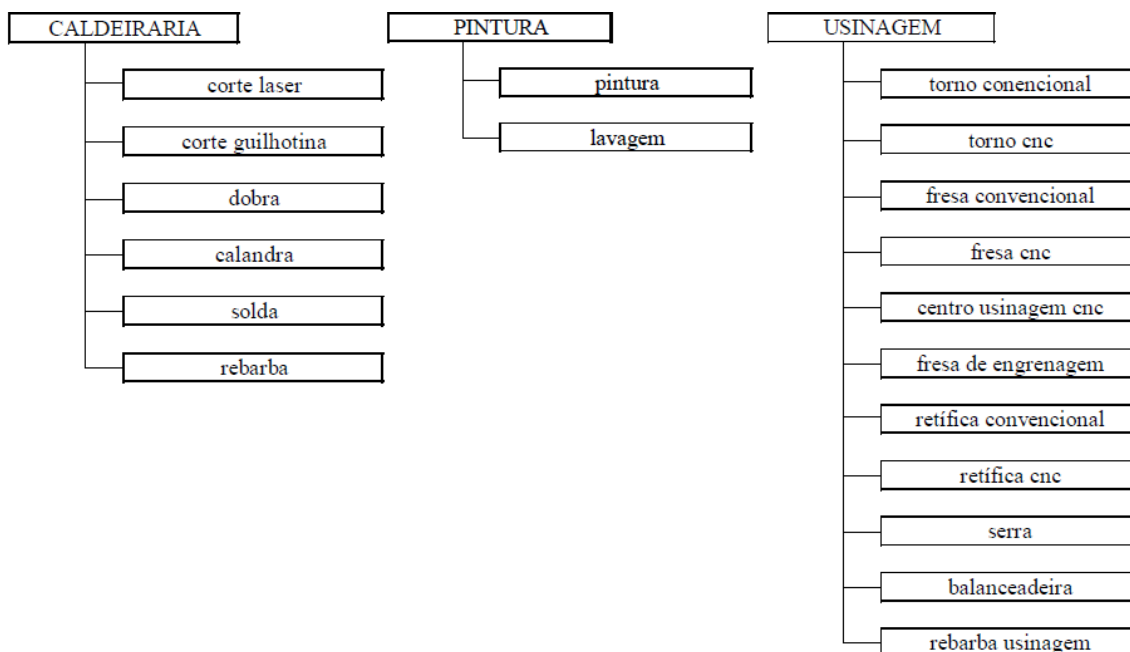 CALDEIRARIA
corte laser
corte guilhotina
dobra
calandra
solda
rebarba
PINTURA
pintura
lavagem
USINAGEM
torno conencional
torno cnc
fresa convencional
fresa cnc
centro usinagem cnc
fresa de engrenagem
retífica convencional
retífica cnc
serra
balanceadeira
rebarba usinagem